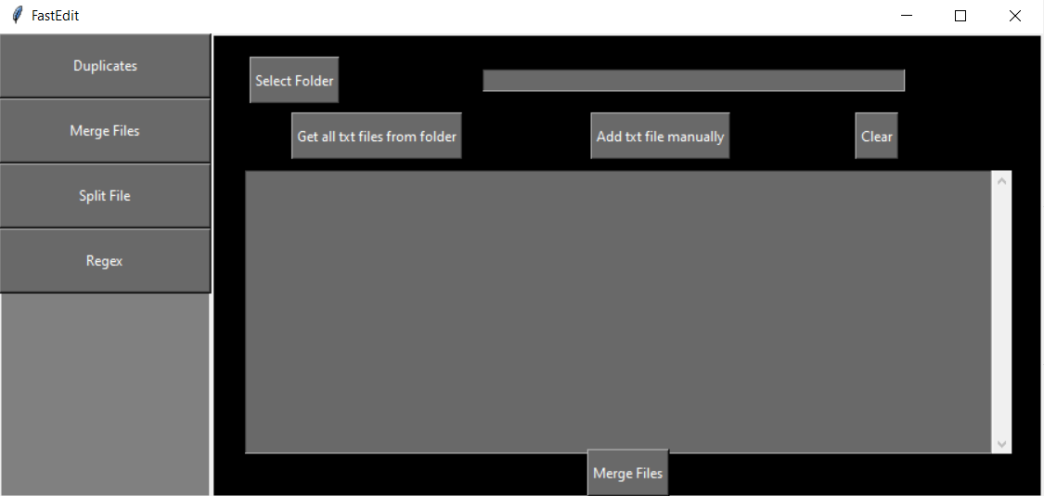 FastEdit
Duplicates
Merge Files
Split File
Regex
Select Folder
Get all txt files from folder
Add txt file manually
Clear
Merge Files